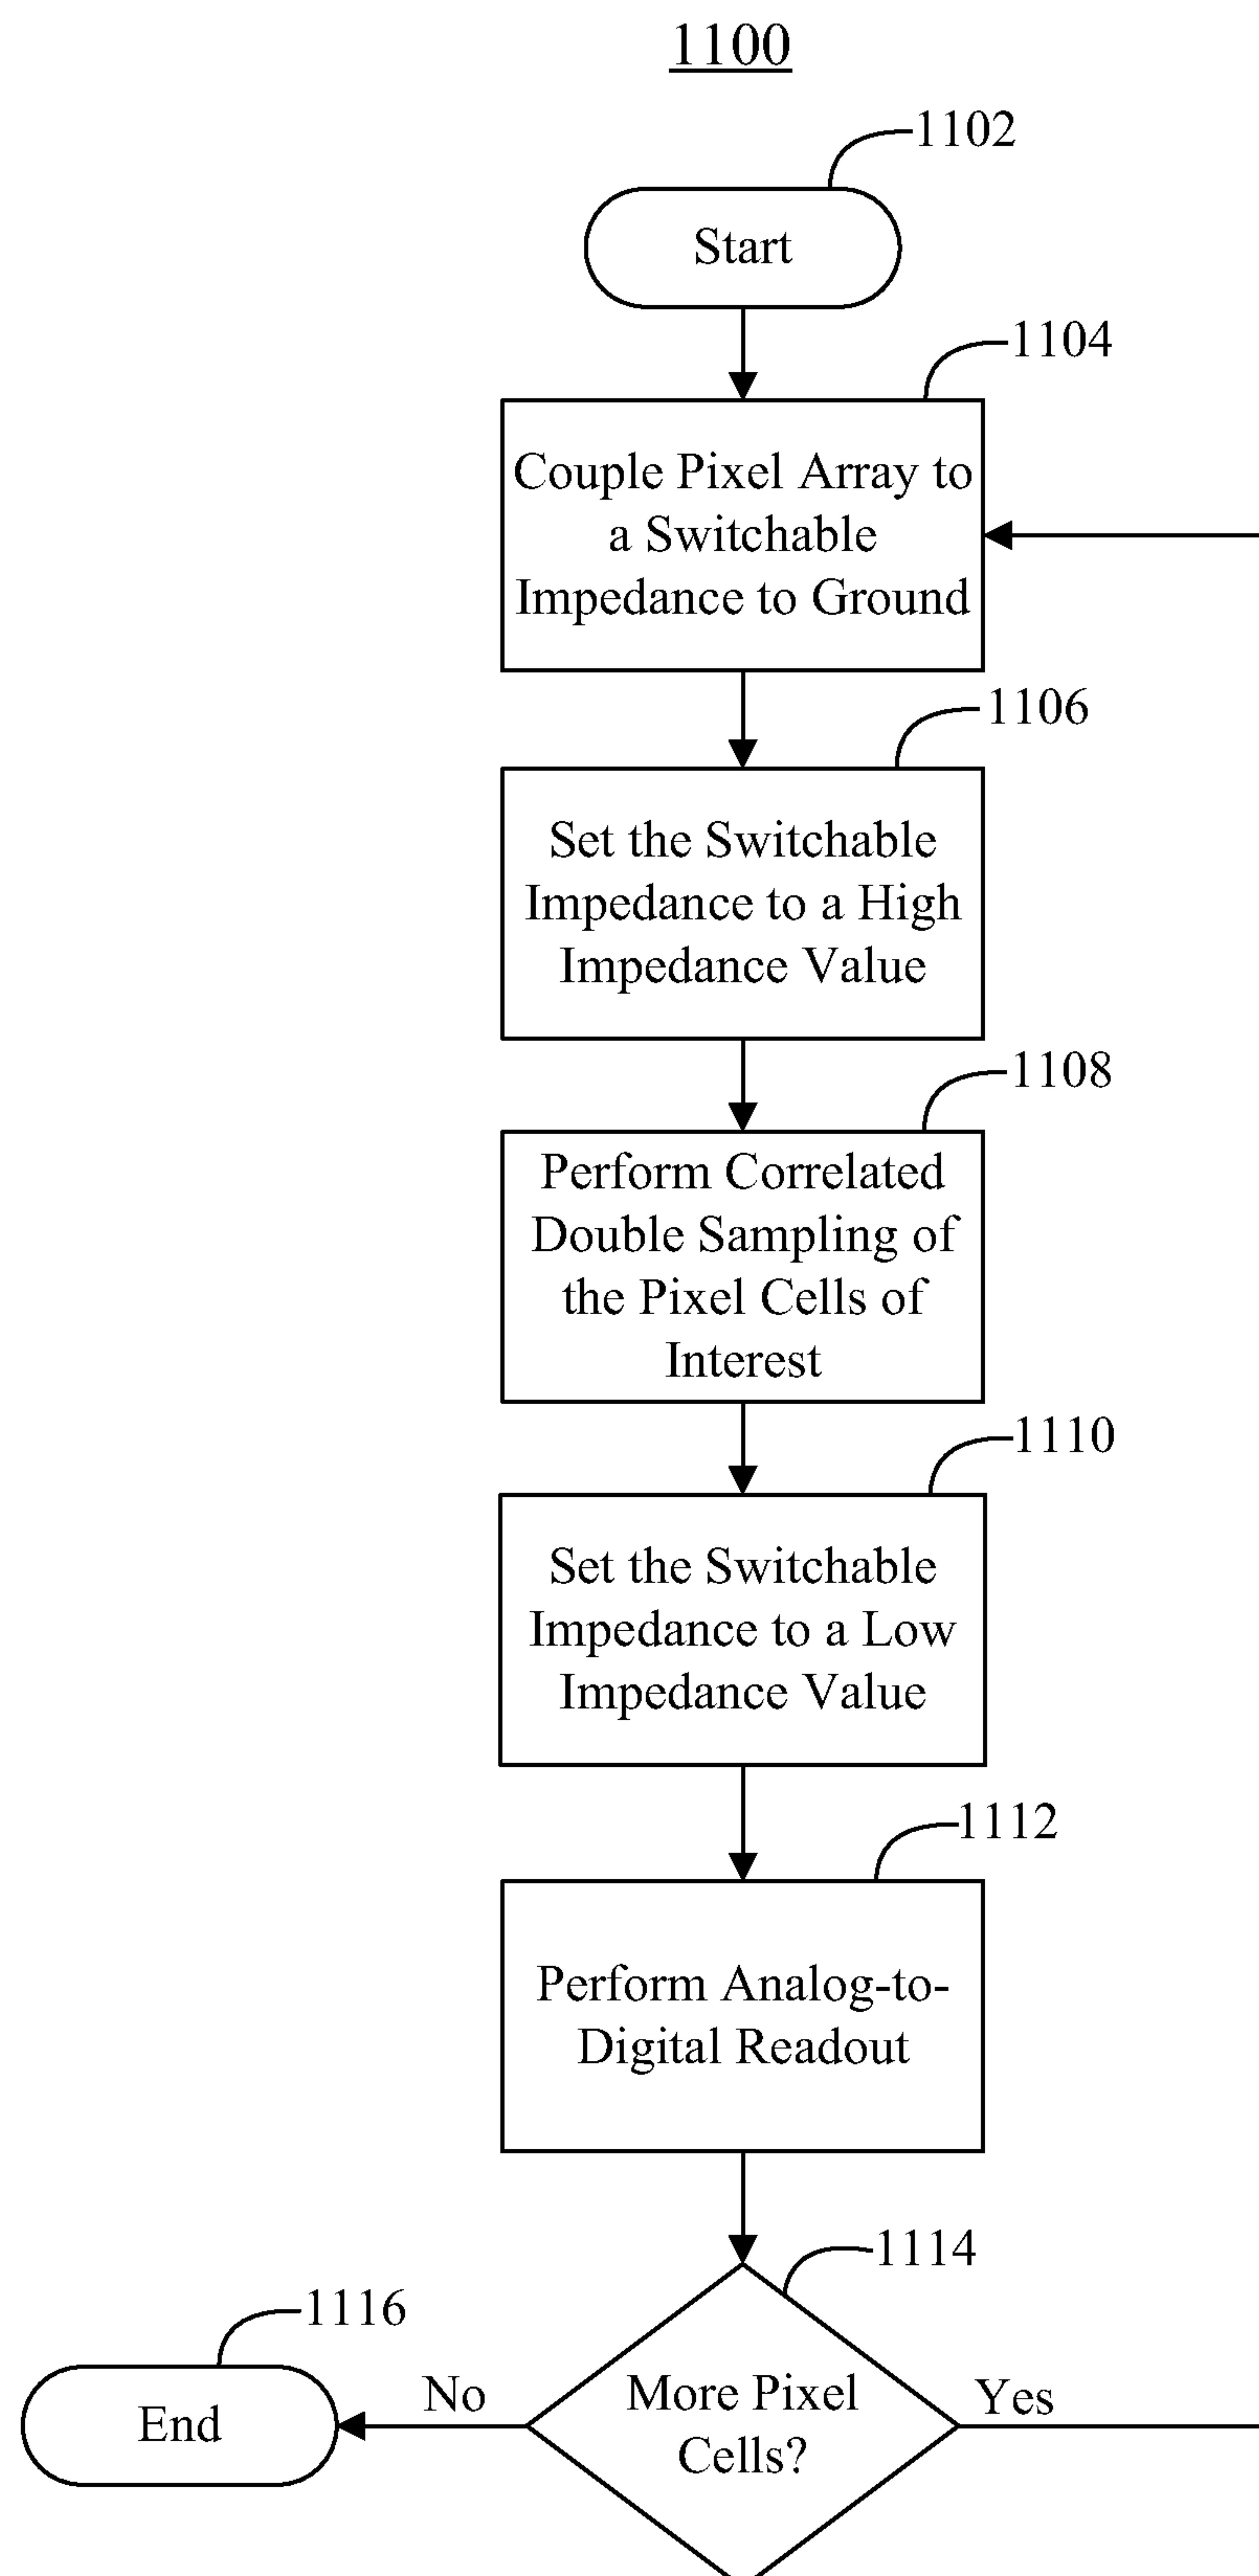 1100
1102
Start
1104
Couple Pixel Array to
a Switchable
Impedance to Ground
1106
Set the Switchable
Impedance to a High
Impedance Value
1108
Perform Correlated
Double Sampling of
the Pixel Cells of
Interest
1110
Set the Switchable
Impedance to a Low
Impedance Value
1112
Perform Analog-to-
Digital Readout
1114
More Pixel
Cells?
Yes
No
1116
End